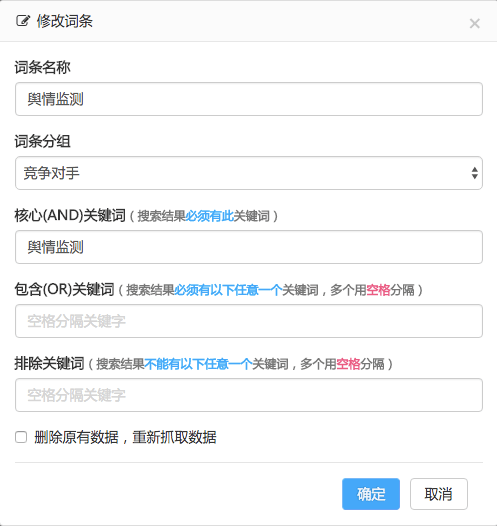 修改词条
×
词条名称
舆情监测
词条分组
竞争对手
核心(AND)关键词（搜索结果必须有此关键词）
舆情监测
包含(OR)关键词（搜索结果必须有以下任意一个关键词，多个用空格分隔）
空格分隔关键字
排除关键词（搜索结果不能有以下任意一个关键词，多个用空格分隔）
空格分隔关键字
删除原有数据，重新抓取数据
确定 取消